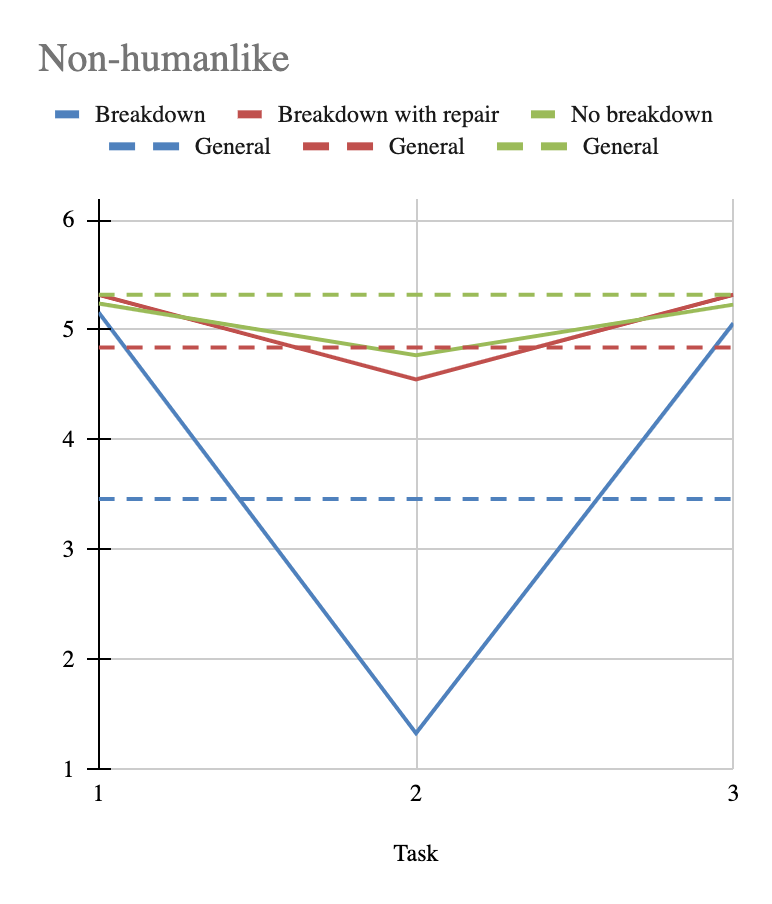 Non-humanlike
Breakdown Breakdown with repair No breakdown
General General General
6
5
4
3
2
1
1 2 3
Task